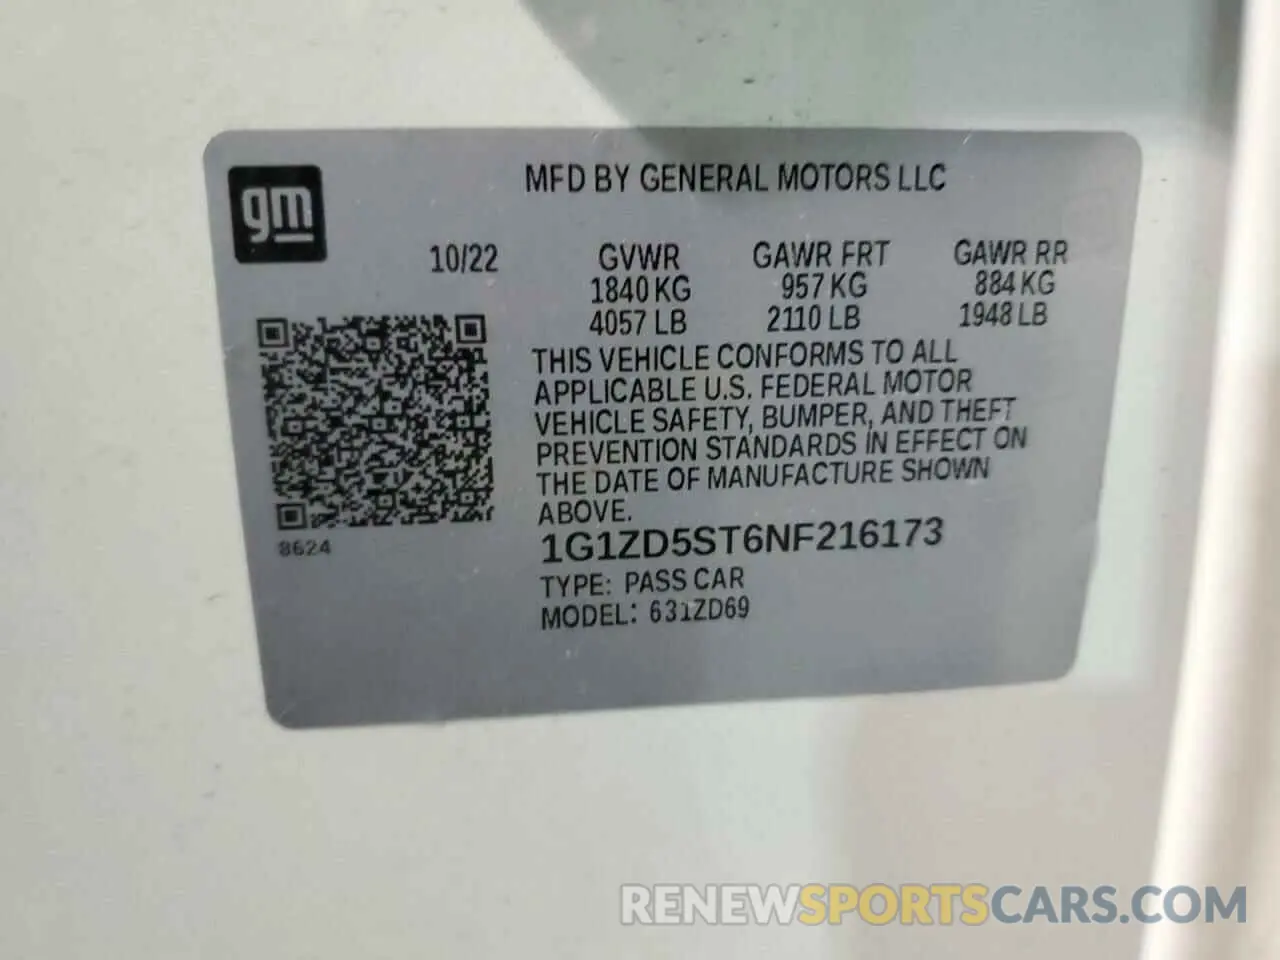 MFD BY GENERAL MOTORS LLC
gm
10/22 GVWR GAWR FRT GAWR RR
1840 KG 957 KG 884 KG
4057 LB 2110 LB 1948 LB
THIS VEHICLE CONFORMS TO ALL
APPLICABLE U.S. FEDERAL MOTOR
VEHICLE SAFETY, BUMPER, AND THEFT
PREVENTION STANDARDS IN EFFECT ON
THE DATE OF MANUFACTURE SHOWN
ABOVE.
8624
1G1ZD5ST6NF216173
TYPE: PASS CAR
MODEL: 631ZD69
RENEWSPORTSCARS.COM